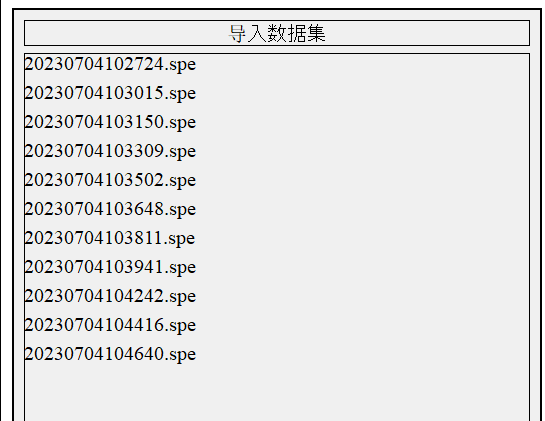 导入数据集
20230704102724.spe
20230704103015.spe
20230704103150.spe
20230704103309.spe
20230704103502.spe
20230704103648.spe
20230704103811.spe
20230704103941.spe
20230704104242.spe
20230704104416.spe
20230704104640.spe